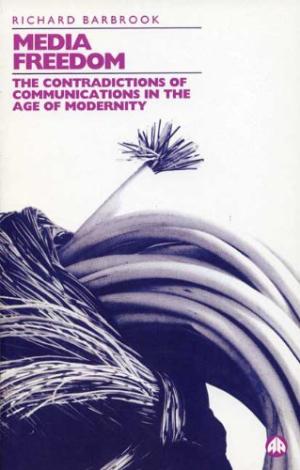 RICHARD BARBROOK
MEDIA
FREEDOM
THE CONTRADICTIONS OF
COMMUNICATIONS IN THE
AGE OF MODERNITY